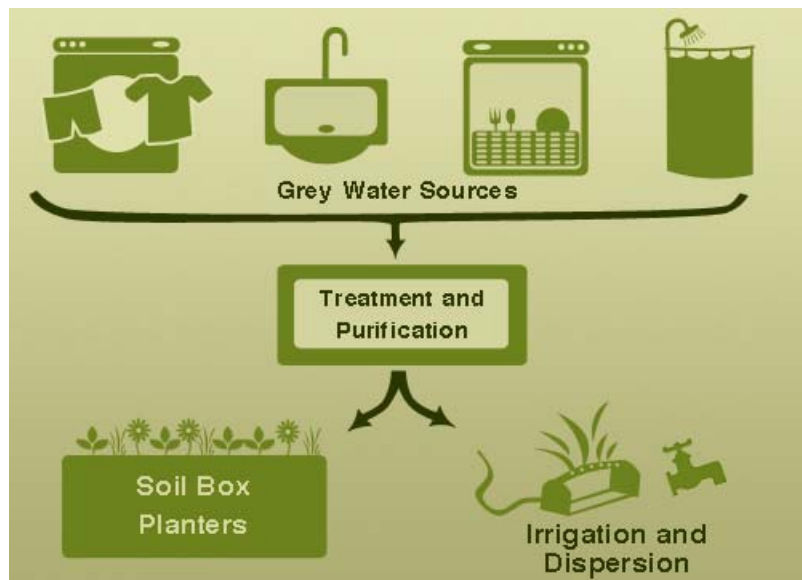 Grey Water Sources
Treatment and
Purification
Soil Box
Planters
Irrigation and
Dispersion